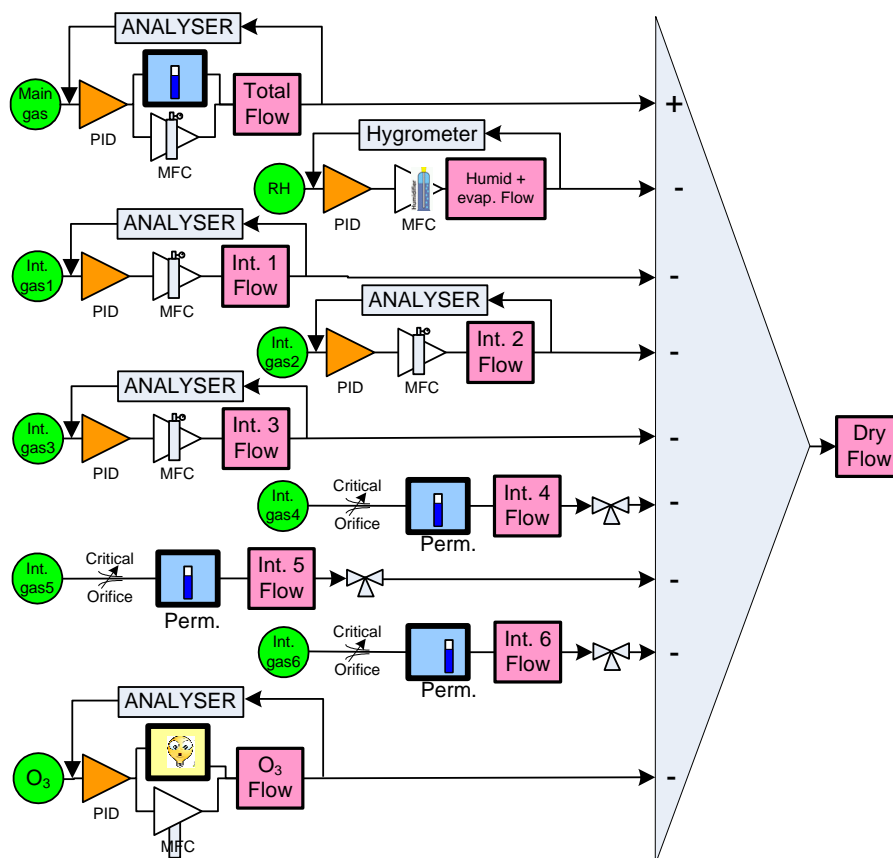 ANALYSER
Main
gas
PID
MFC
Total
Flow
+
Hygrometer
RH
PID
Humidifier
MFC
Humid +
evap. Flow
-
ANALYSER
Int.
gas1
PID
MFC
Int. 1
Flow
-
ANALYSER
Int.
gas2
PID
MFC
Int. 2
Flow
-
ANALYSER
Int.
gas3
PID
MFC
Int. 3
Flow
-
Dry
Flow
Int.
gas4
Critical
Orifice
Perm.
Int. 4
Flow
-
Int.
gas5
Critical
Orifice
Perm.
Int. 5
Flow
-
Int.
gas6
Critical
Orifice
Perm.
Int. 6
Flow
-
ANALYSER
O₃
PID
MFC
O₃
Flow
-